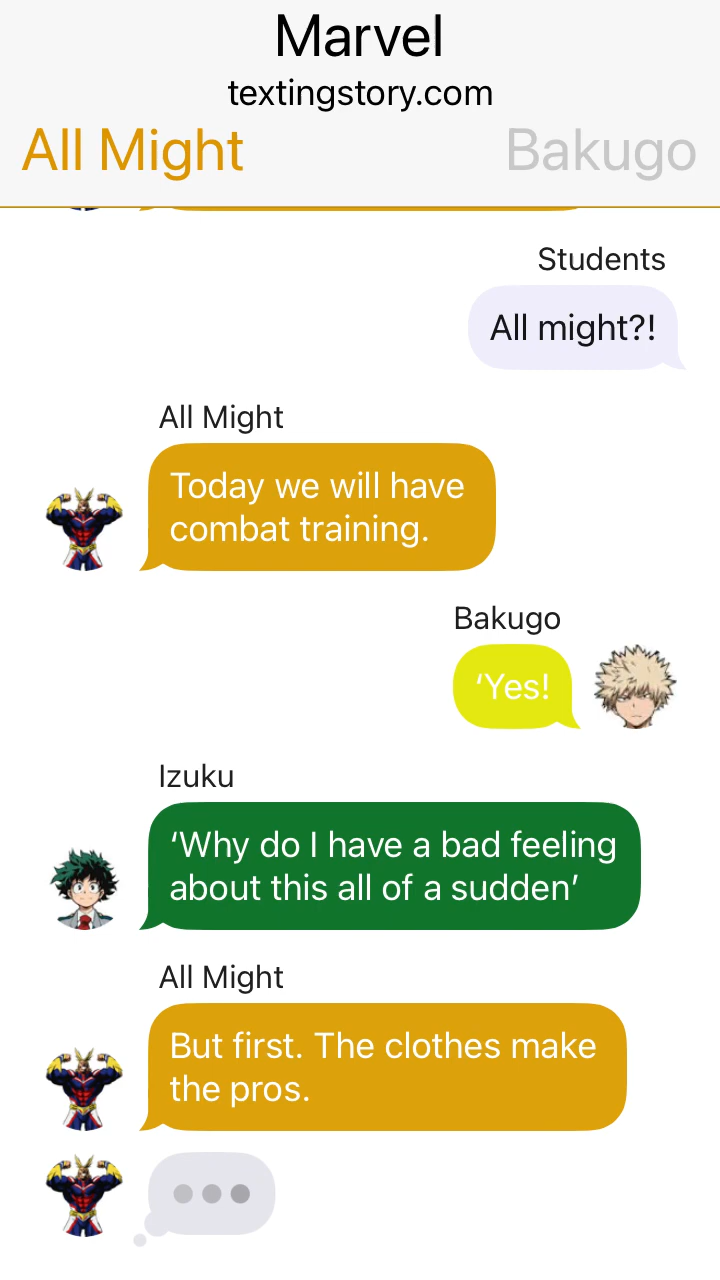 Marvel
textingstory.com
All Might
Bakugo
Students
All might?!
All Might
Today we will have
combat training.
Bakugo
‘Yes!
Izuku
‘Why do I have a bad feeling
about this all of a sudden’
All Might
But first. The clothes make
the pros.